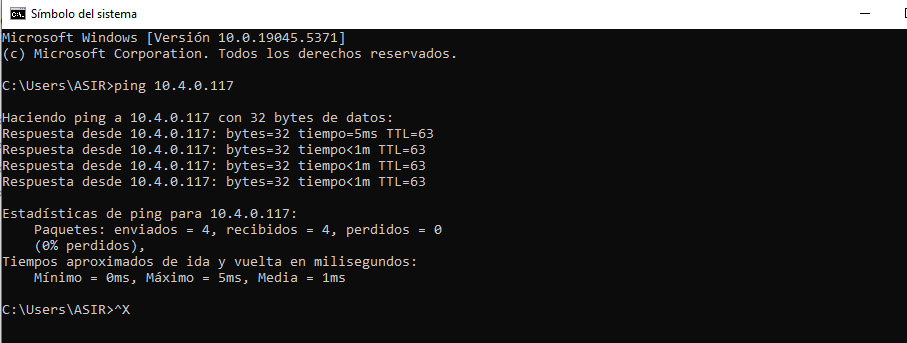 Símbolo del sistema
Microsoft Windows [Versión 10.0.19045.5371]
(c) Microsoft Corporation. Todos los derechos reservados.
C:\Users\ASIR>ping 10.4.0.117
Haciendo ping a 10.4.0.117 con 32 bytes de datos:
Respuesta desde 10.4.0.117: bytes=32 tiempo=5ms TTL=63
Respuesta desde 10.4.0.117: bytes=32 tiempo<1m TTL=63
Respuesta desde 10.4.0.117: bytes=32 tiempo<1m TTL=63
Respuesta desde 10.4.0.117: bytes=32 tiempo<1m TTL=63
Estadísticas de ping para 10.4.0.117:
    Paquetes: enviados = 4, recibidos = 4, perdidos = 0
    (0% perdidos),
Tiempos aproximados de ida y vuelta en milisegundos:
    Mínimo = 0ms, Máximo = 5ms, Media = 1ms
C:\Users\ASIR>^X